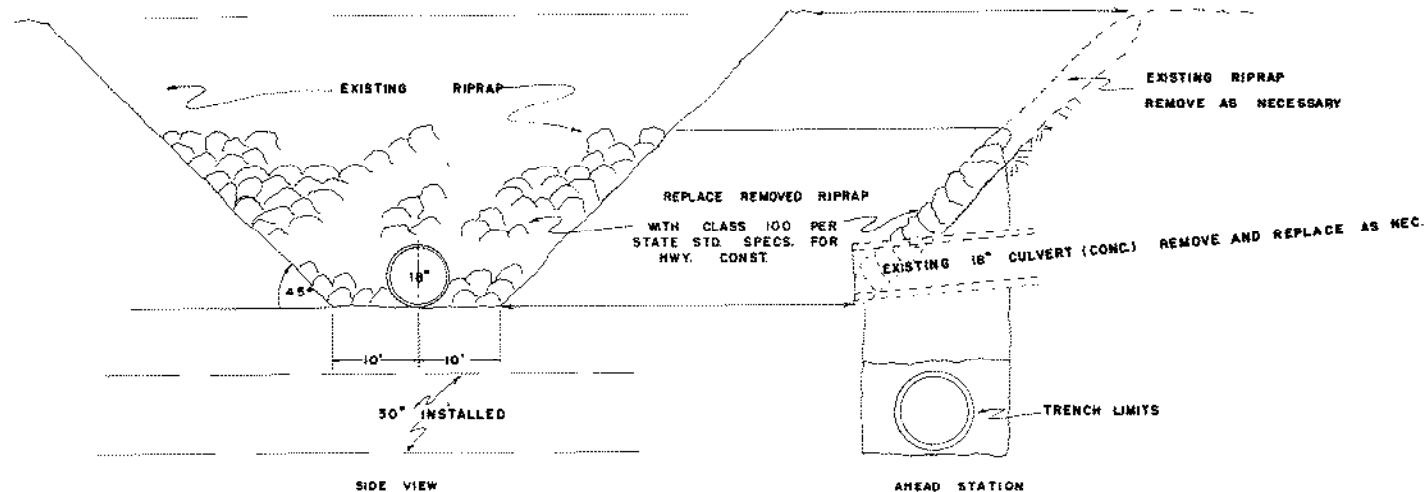 EXISTING RIPRAP
EXISTING RIPRAP
REMOVE AS NECESSARY
REPLACE REMOVED RIPRAP
WITH CLASS 100 PER
STATE STD. SPECS. FOR
HWY. CONST.
EXISTING 18" CULVERT (CONC.) REMOVE AND REPLACE AS NEC.
18"
45°
10' 10'
30" INSTALLED
TRENCH LIMITS
SIDE VIEW
AHEAD STATION